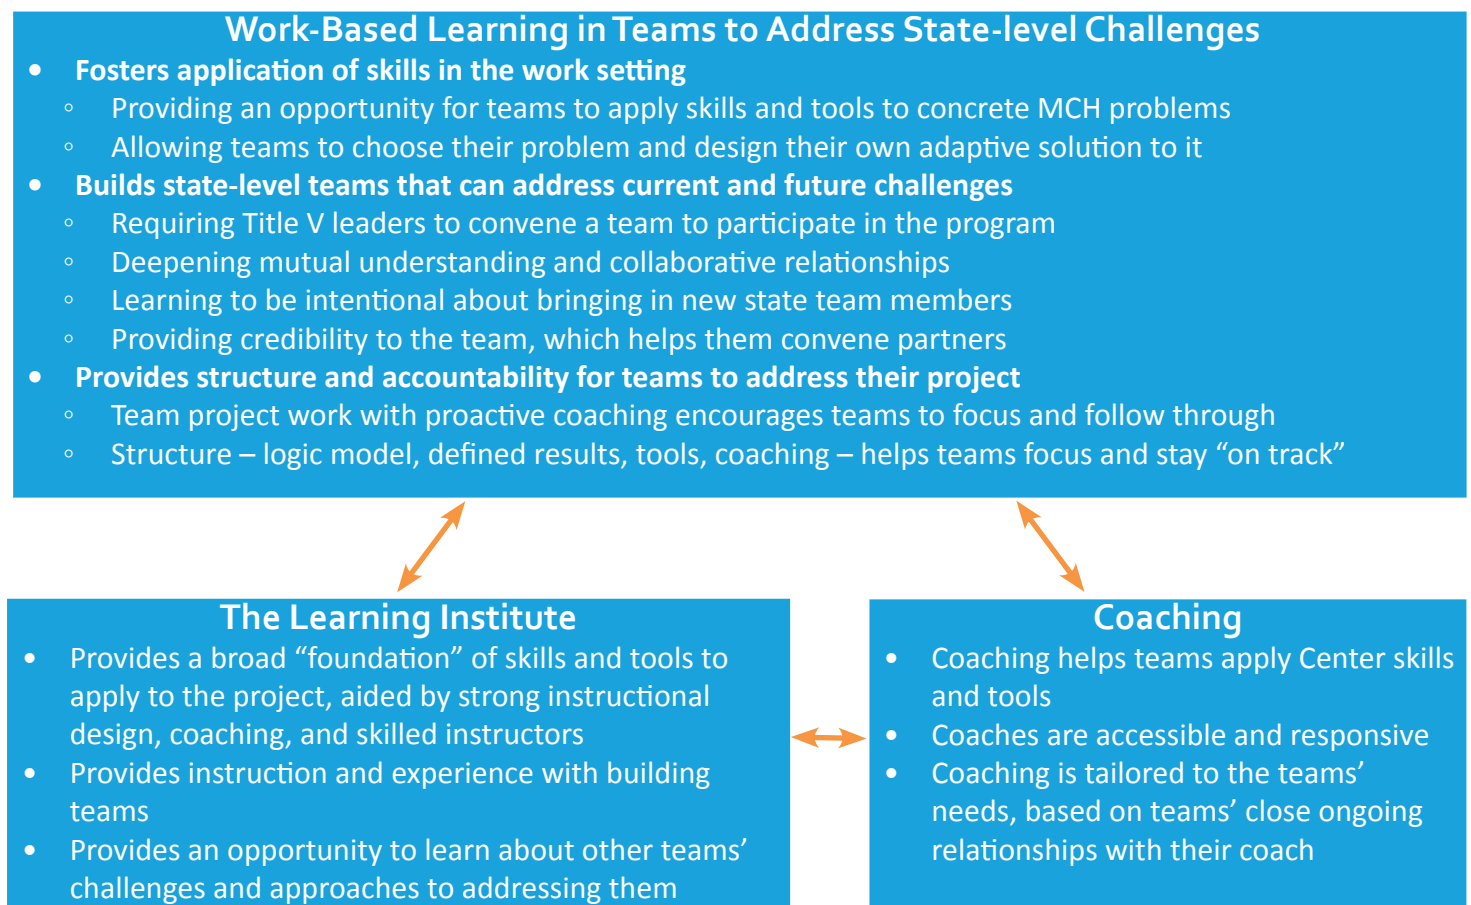 Work-Based Learning in Teams to Address State-level Challenges
• Fosters application of skills in the work setting
◦ Providing an opportunity for teams to apply skills and tools to concrete MCH problems
◦ Allowing teams to choose their problem and design their own adaptive solution to it
• Builds state-level teams that can address current and future challenges
◦ Requiring Title V leaders to convene a team to participate in the program
◦ Deepening mutual understanding and collaborative relationships
◦ Learning to be intentional about bringing in new state team members
◦ Providing credibility to the team, which helps them convene partners
• Provides structure and accountability for teams to address their project
◦ Team project work with proactive coaching encourages teams to focus and follow through
◦ Structure – logic model, defined results, tools, coaching – helps teams focus and stay “on track”
The Learning Institute
• Provides a broad “foundation” of skills and tools to
apply to the project, aided by strong instructional
design, coaching, and skilled instructors
• Provides instruction and experience with building
teams
• Provides an opportunity to learn about other teams’
challenges and approaches to addressing them
Coaching
• Coaching helps teams apply Center skills
and tools
• Coaches are accessible and responsive
• Coaching is tailored to the teams’
needs, based on teams’ close ongoing
relationships with their coach